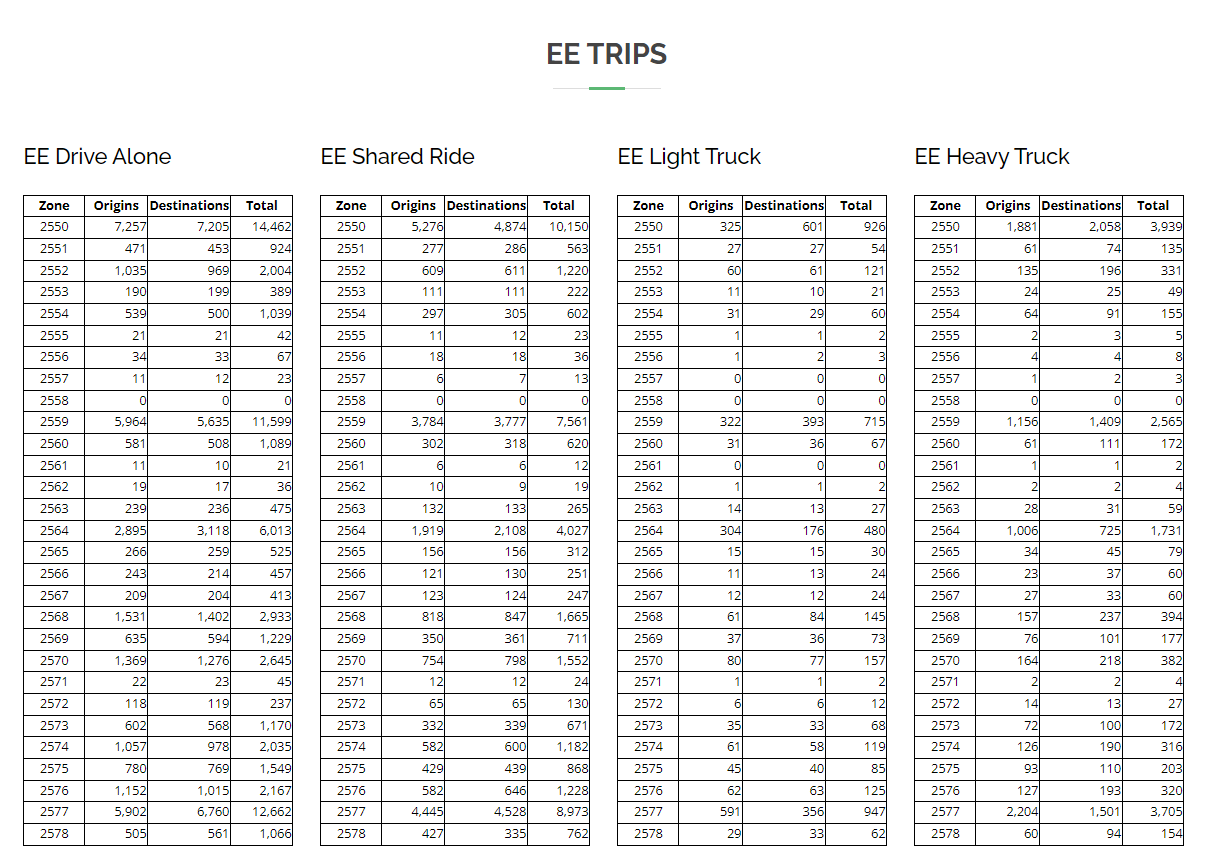 EE TRIPS
EE Drive Alone EE Shared Ride EE Light Truck EE Heavy Truck
Zone Origins Destinations Total Zone Origins Destinations Total Zone Origins Destinations Total Zone Origins Destinations Total
2550 7,257 7,205 14,462 2550 5,276 4,874 10,150 2550 325 601 926 2550 1,881 2,058 3,939
2551 471 453 924 2551 277 286 563 2551 27 27 54 2551 61 74 135
2552 1,035 969 2,004 2552 609 611 1,220 2552 60 61 121 2552 135 196 331
2553 190 199 389 2553 111 111 222 2553 11 10 21 2553 24 25 49
2554 539 500 1,039 2554 297 305 602 2554 31 29 60 2554 64 91 155
2555 21 21 42 2555 11 12 23 2555 1 1 2 2555 2 3 5
2556 34 33 67 2556 18 18 36 2556 1 2 3 2556 4 4 8
2557 11 12 23 2557 6 7 13 2557 0 0 0 2557 1 2 3
2558 0 0 0 2558 0 0 0 2558 0 0 0 2558 0 0 0
2559 5,964 5,635 11,599 2559 3,784 3,777 7,561 2559 322 393 715 2559 1,156 1,409 2,565
2560 581 508 1,089 2560 302 318 620 2560 31 36 67 2560 61 111 172
2561 11 10 21 2561 6 6 12 2561 0 0 0 2561 1 1 2
2562 19 17 36 2562 10 9 19 2562 1 1 2 2562 2 2 4
2563 239 236 475 2563 132 133 265 2563 14 13 27 2563 28 31 59
2564 2,895 3,118 6,013 2564 1,919 2,108 4,027 2564 304 176 480 2564 1,006 725 1,731
2565 266 259 525 2565 156 156 312 2565 15 15 30 2565 34 45 79
2566 243 214 457 2566 121 130 251 2566 11 13 24 2566 23 37 60
2567 209 204 413 2567 123 124 247 2567 12 12 24 2567 27 33 60
2568 1,531 1,402 2,933 2568 818 847 1,665 2568 61 84 145 2568 157 237 394
2569 635 594 1,229 2569 350 361 711 2569 37 36 73 2569 76 101 177
2570 1,369 1,276 2,645 2570 754 798 1,552 2570 80 77 157 2570 164 218 382
2571 22 23 45 2571 12 12 24 2571 1 1 2 2571 2 2 4
2572 118 119 237 2572 65 65 130 2572 6 6 12 2572 14 13 27
2573 602 568 1,170 2573 332 339 671 2573 35 33 68 2573 72 100 172
2574 1,057 978 2,035 2574 582 600 1,182 2574 61 58 119 2574 126 190 316
2575 780 769 1,549 2575 429 439 868 2575 45 40 85 2575 93 110 203
2576 1,152 1,015 2,167 2576 582 646 1,228 2576 62 63 125 2576 127 193 320
2577 5,902 6,760 12,662 2577 4,445 4,528 8,973 2577 591 356 947 2577 2,204 1,501 3,705
2578 505 561 1,066 2578 427 335 762 2578 29 33 62 2578 60 94 154